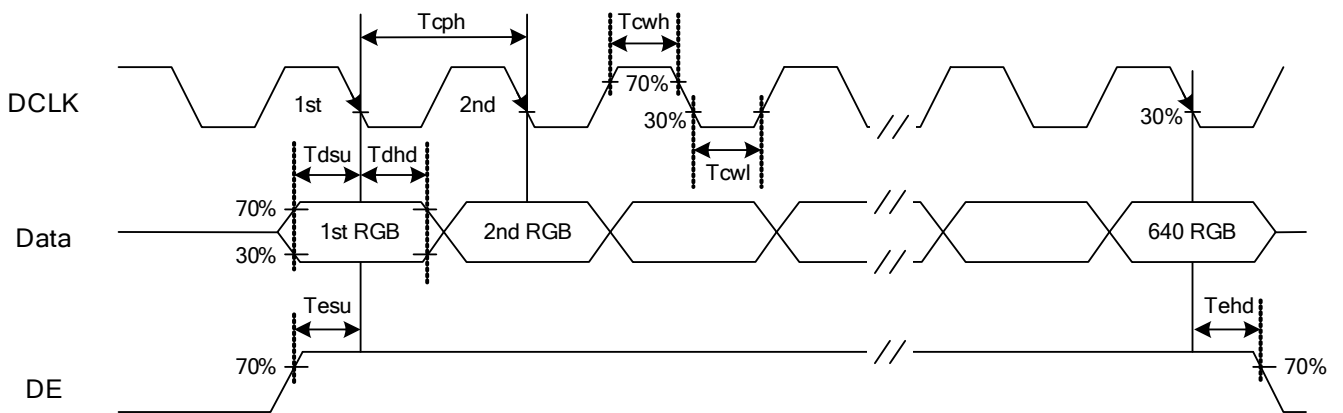 Tcph
Tcwh
DCLK
1st
2nd
70%
30%
30%
Tdsu
Tdhd
Tcwl
70%
Data
1st RGB
2nd RGB
640 RGB
30%
Tesu
Tehd
70%
70%
DE